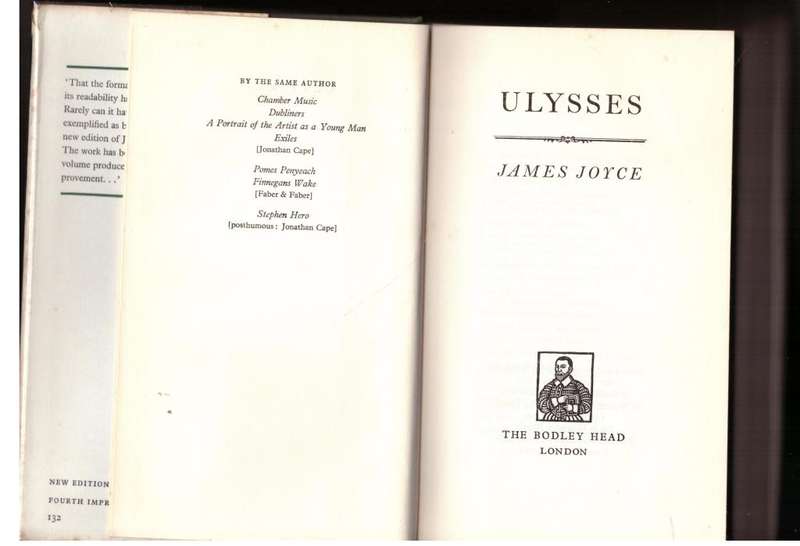 'That the forma
its readability h
Rarely can it ha
exemplified as b
new edition of J
The work has b
volume produce
provement. . .'
NEW EDITION
FOURTH IMPR
132
BY THE SAME AUTHOR
Chamber Music
Dubliners
A Portrait of the Artist as a Young Man
Exiles
[Jonathan Cape]
Pomes Penyeach
Finnegans Wake
[Faber & Faber]
Stephen Hero
[posthumous: Jonathan Cape]
ULYSSES
JAMES JOYCE
THE BODLEY HEAD
LONDON